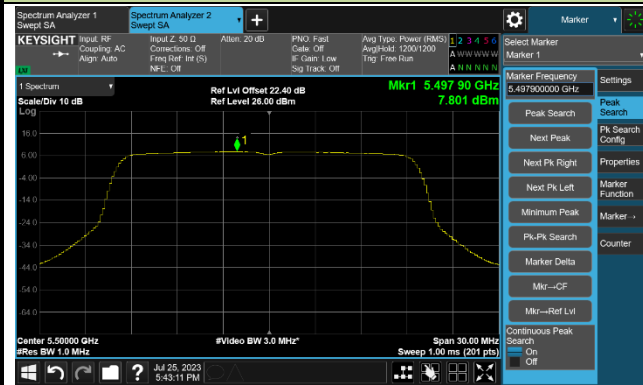 Spectrum Analyzer 1
Swept SA
Spectrum Analyzer 2
Swept SA
+
Marker
KEYSIGHT
Input: RF
Coupling: AC
Align: Auto
Input Z: 50 Ω
Corrections: Off
Freq Ref: Int (S)
NFE: Off
Atten: 20 dB
PNO: Fast
Gate: Off
IF Gain: Low
Sig Track: Off
Avg Type: Power (RMS)
Avg|Hold: 1200/1200
Trig: Free Run
1 2 3 4 5 6
A W W W W W
A N N N N N
LXI
Select Marker
Marker 1
1 Spectrum
Scale/Div 10 dB
Log
Ref Lvl Offset 22.40 dB
Ref Level 26.00 dBm
Mkr1 5.497 90 GHz
7.801 dBm
1
16.0
6.00
-4.00
-14.0
-24.0
-34.0
-44.0
-54.0
-64.0
Center 5.50000 GHz
#Res BW 1.0 MHz
#Video BW 3.0 MHz*
Span 30.00 MHz
Sweep 1.00 ms (201 pts)
Marker Frequency
5.497900000 GHz
Peak Search
Next Peak
Next Pk Right
Next Pk Left
Minimum Peak
Pk-Pk Search
Marker Delta
Mkr→CF
Mkr→Ref Lvl
Continuous Peak
Search
On
Off
Settings
Peak
Search
Pk Search
Config
Properties
Marker
Function
Marker→
Counter
?
Jul 25, 2023
5:43:11 PM